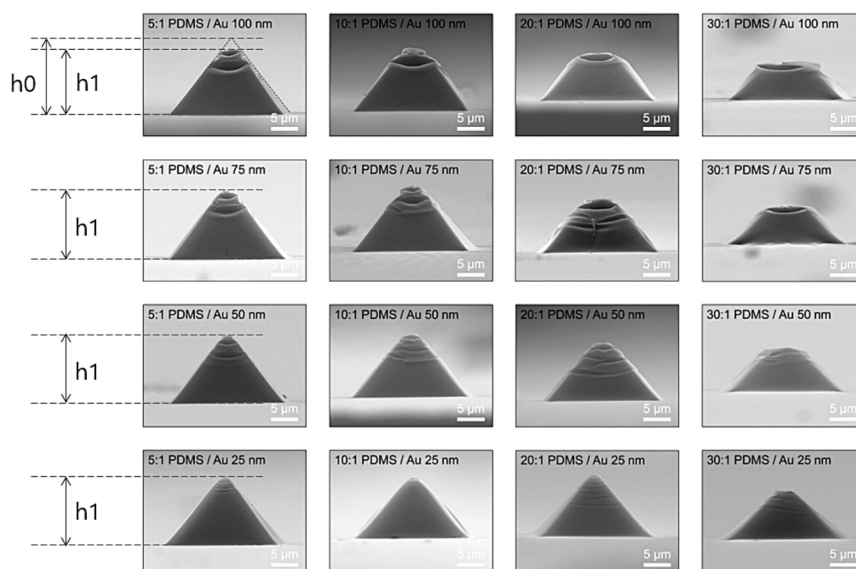 5:1 PDMS / Au 100 nm
10:1 PDMS / Au 100 nm
20:1 PDMS / Au 100 nm
30:1 PDMS / Au 100 nm
h0
h1
5 µm
5 µm
5 µm
5 µm
5:1 PDMS / Au 75 nm
10:1 PDMS / Au 75 nm
20:1 PDMS / Au 75 nm
30:1 PDMS / Au 75 nm
h1
5 µm
5 µm
5 µm
5 µm
5:1 PDMS / Au 50 nm
10:1 PDMS / Au 50 nm
20:1 PDMS / Au 50 nm
30:1 PDMS / Au 50 nm
h1
5 µm
5 µm
5 µm
5 µm
5:1 PDMS / Au 25 nm
10:1 PDMS / Au 25 nm
20:1 PDMS / Au 25 nm
30:1 PDMS / Au 25 nm
h1
5 µm
5 µm
5 µm
5 µm